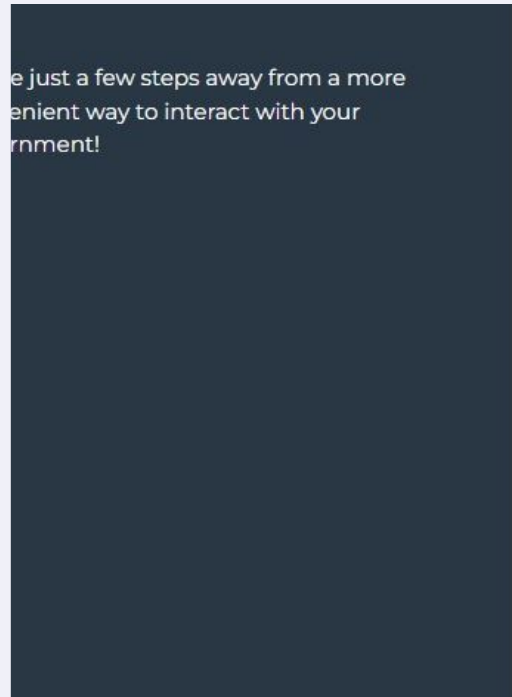 e just a few steps away from a more
enient way to interact with your
rnment!